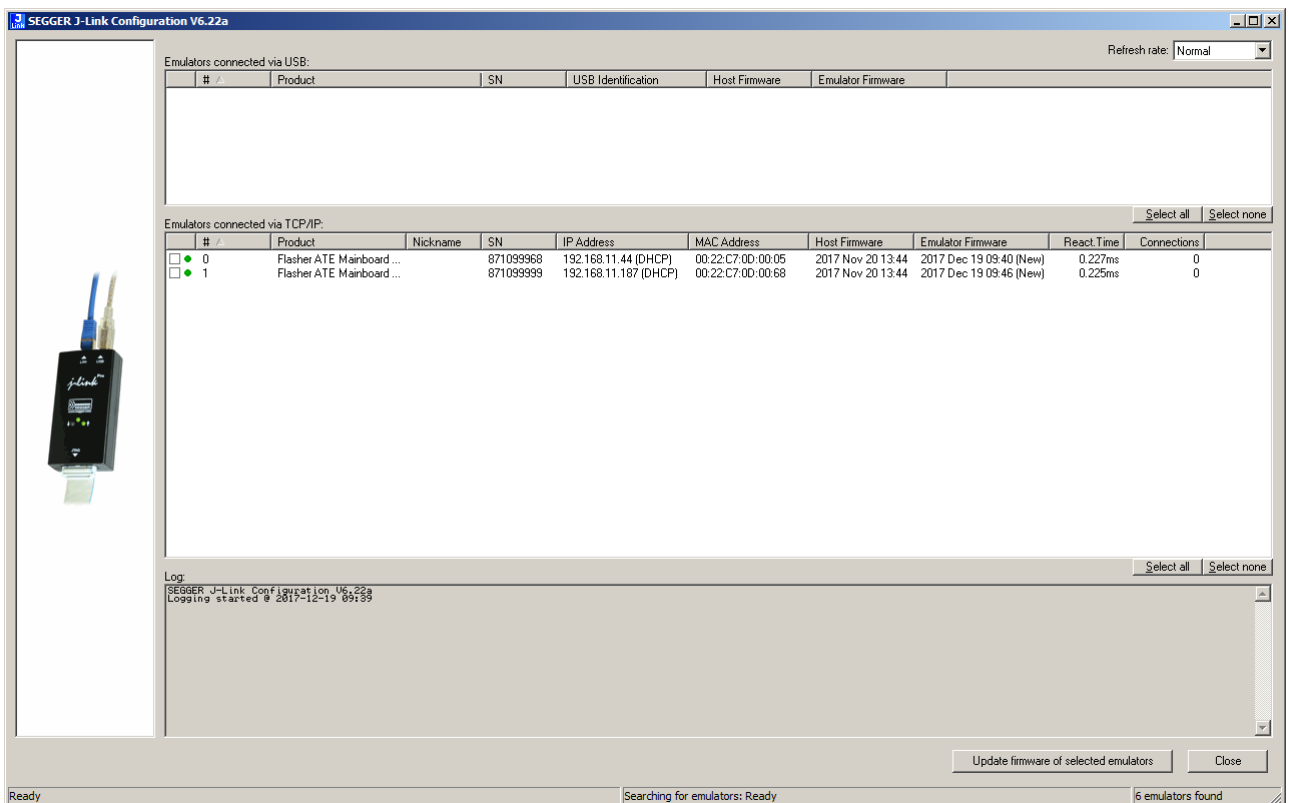 J Link SEGGER J-Link Configuration V6.22a
Refresh rate: Normal
Emulators connected via USB:
# Product SN USB Identification Host Firmware Emulator Firmware
Select all Select none
Emulators connected via TCP/IP:
# Product Nickname SN IP Address MAC Address Host Firmware Emulator Firmware React.Time Connections
0 Flasher ATE Mainboard ... 871099968 192.168.11.44 (DHCP) 00:22:C7:0D:00:05 2017 Nov 20 13:44 2017 Dec 19 09:40 (New) 0.227ms 0
1 Flasher ATE Mainboard ... 871099999 192.168.11.187 (DHCP) 00:22:C7:0D:00:68 2017 Nov 20 13:44 2017 Dec 19 09:46 (New) 0.225ms 0
j-link
Select all Select none
Log:
SEGGER J-Link Configuration V6.22a
Logging started @ 2017-12-19 09:39
Update firmware of selected emulators Close
Ready Searching for emulators: Ready 6 emulators found